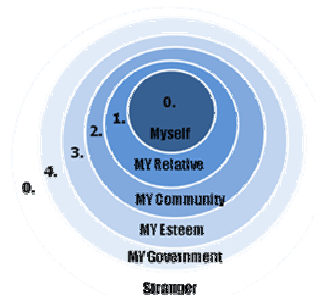 0.
Myself
1.
MY Relative
2.
MY Community
3.
MY Esteem
4.
MY Government
0.
Stranger